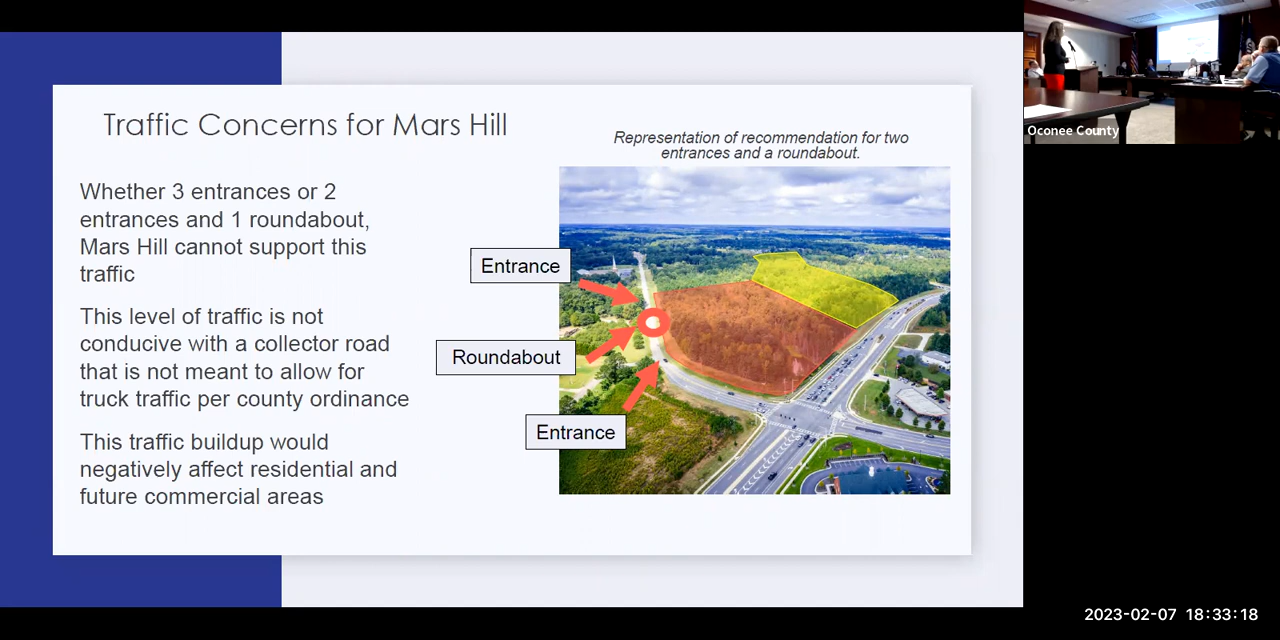 Traffic Concerns for Mars Hill
Whether 3 entrances or 2
entrances and 1 roundabout,
Mars Hill cannot support this
traffic
This level of traffic is not
conducive with a collector road
that is not meant to allow for
truck traffic per county ordinance
This traffic buildup would
negatively affect residential and
future commercial areas
Representation of recommendation for two
entrances and a roundabout.
Entrance
Roundabout
Entrance
Oconee County
2023-02-07 18:33:18